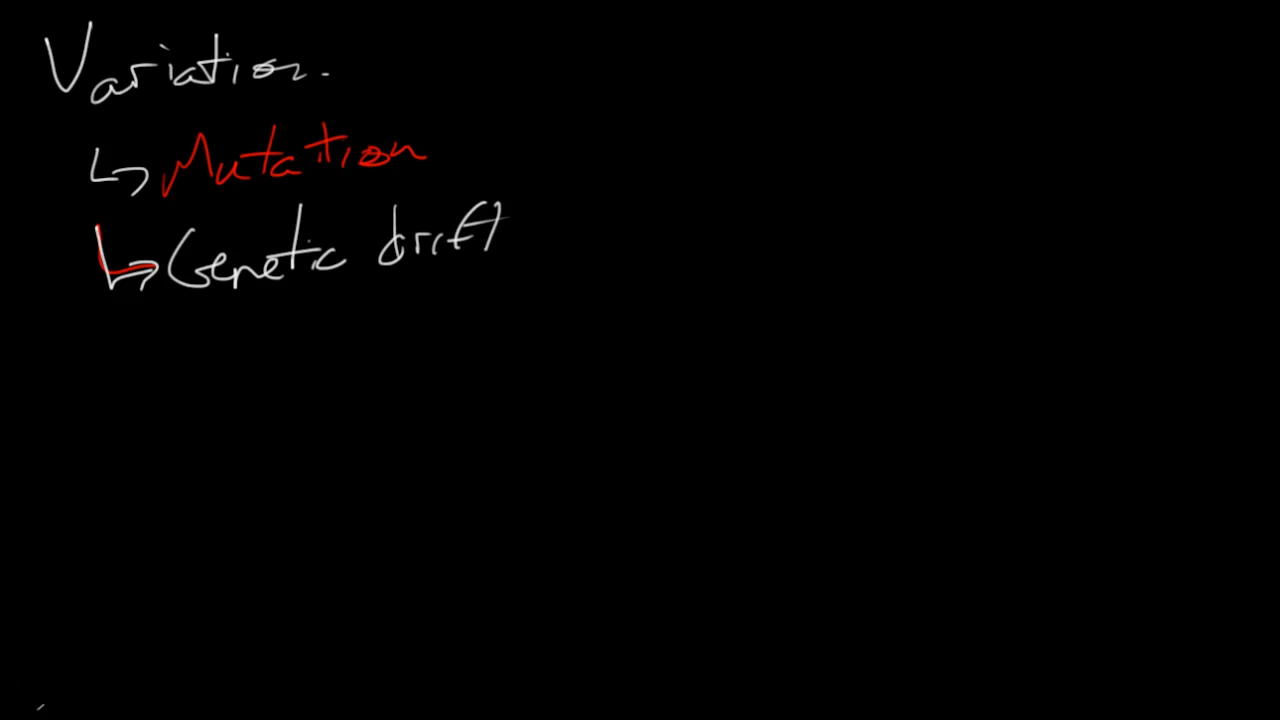 Variation.
↳ Mutation
↳ Genetic drift